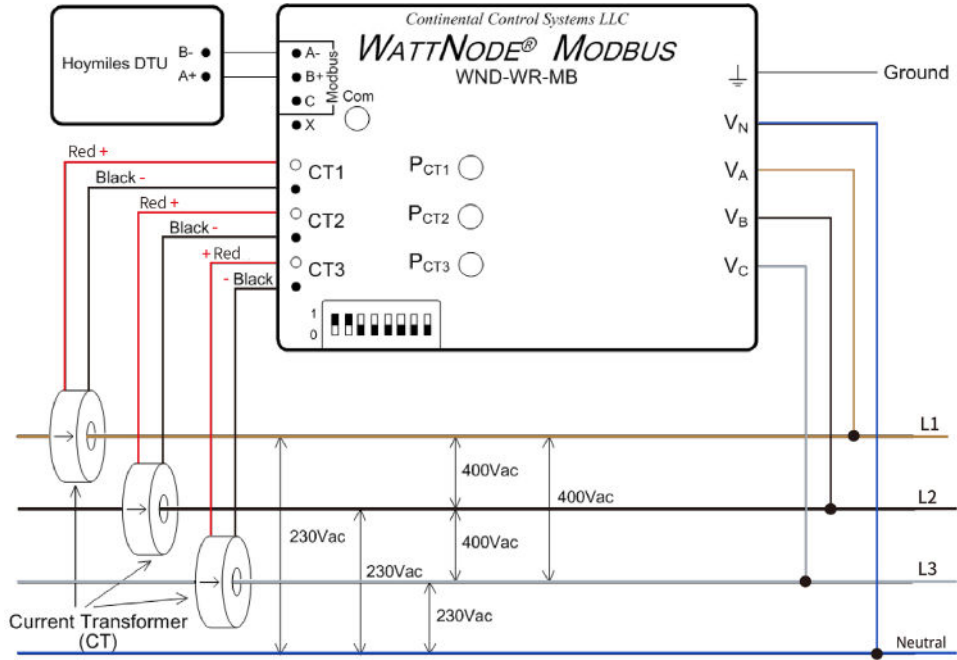 Continental Control Systems LLC
WATTNODE® MODBUS
WND-WR-MB
Hoymiles DTU
B-
A+
A-
B+
C
X
Modbus
Com
Ground
VN
VA
VB
VC
CT1
CT2
CT3
PCT1
PCT2
PCT3
Red +
Black -
Red +
Black -
+ Red
- Black
1
0
L1
400Vac
400Vac
L2
230Vac
400Vac
230Vac
L3
230Vac
Current Transformer
(CT)
Neutral